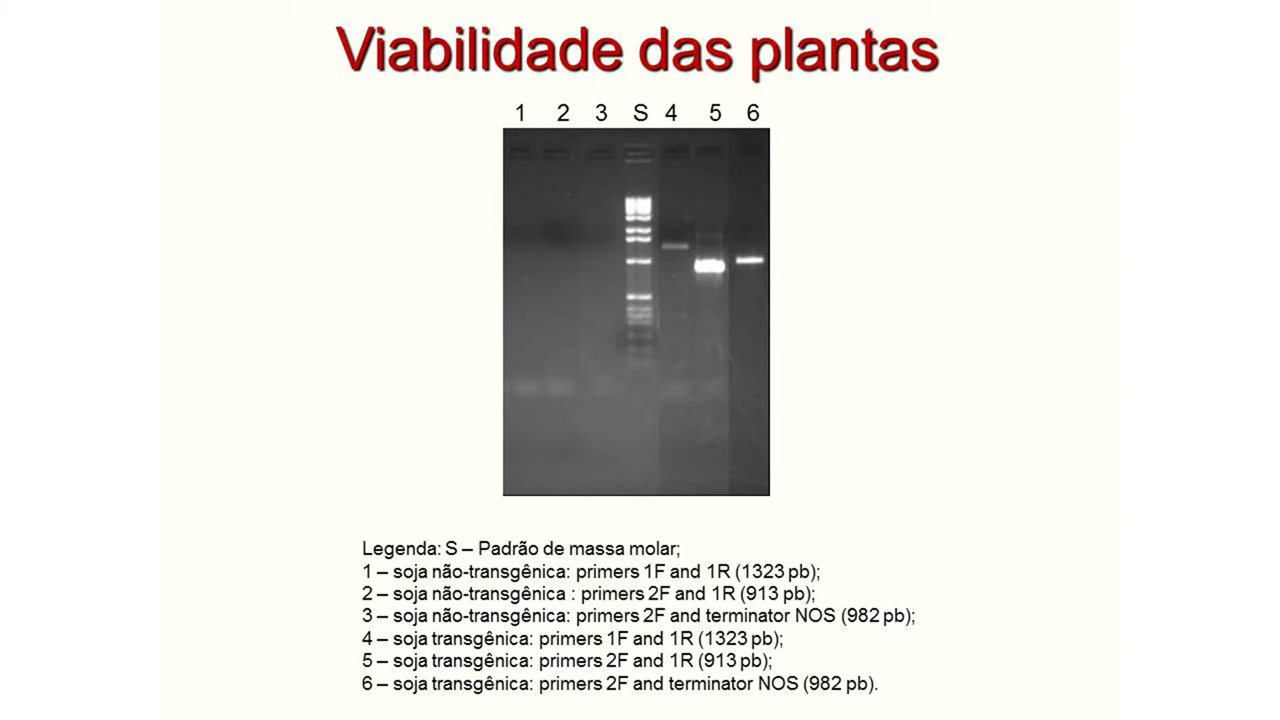 Viabilidade das plantas
1 2 3 S 4 5 6
Legenda: S – Padrão de massa molar;
1 – soja não-transgênica: primers 1F and 1R (1323 pb);
2 – soja não-transgênica : primers 2F and 1R (913 pb);
3 – soja não-transgênica: primers 2F and terminator NOS (982 pb);
4 – soja transgênica: primers 1F and 1R (1323 pb);
5 – soja transgênica: primers 2F and 1R (913 pb);
6 – soja transgênica: primers 2F and terminator NOS (982 pb).